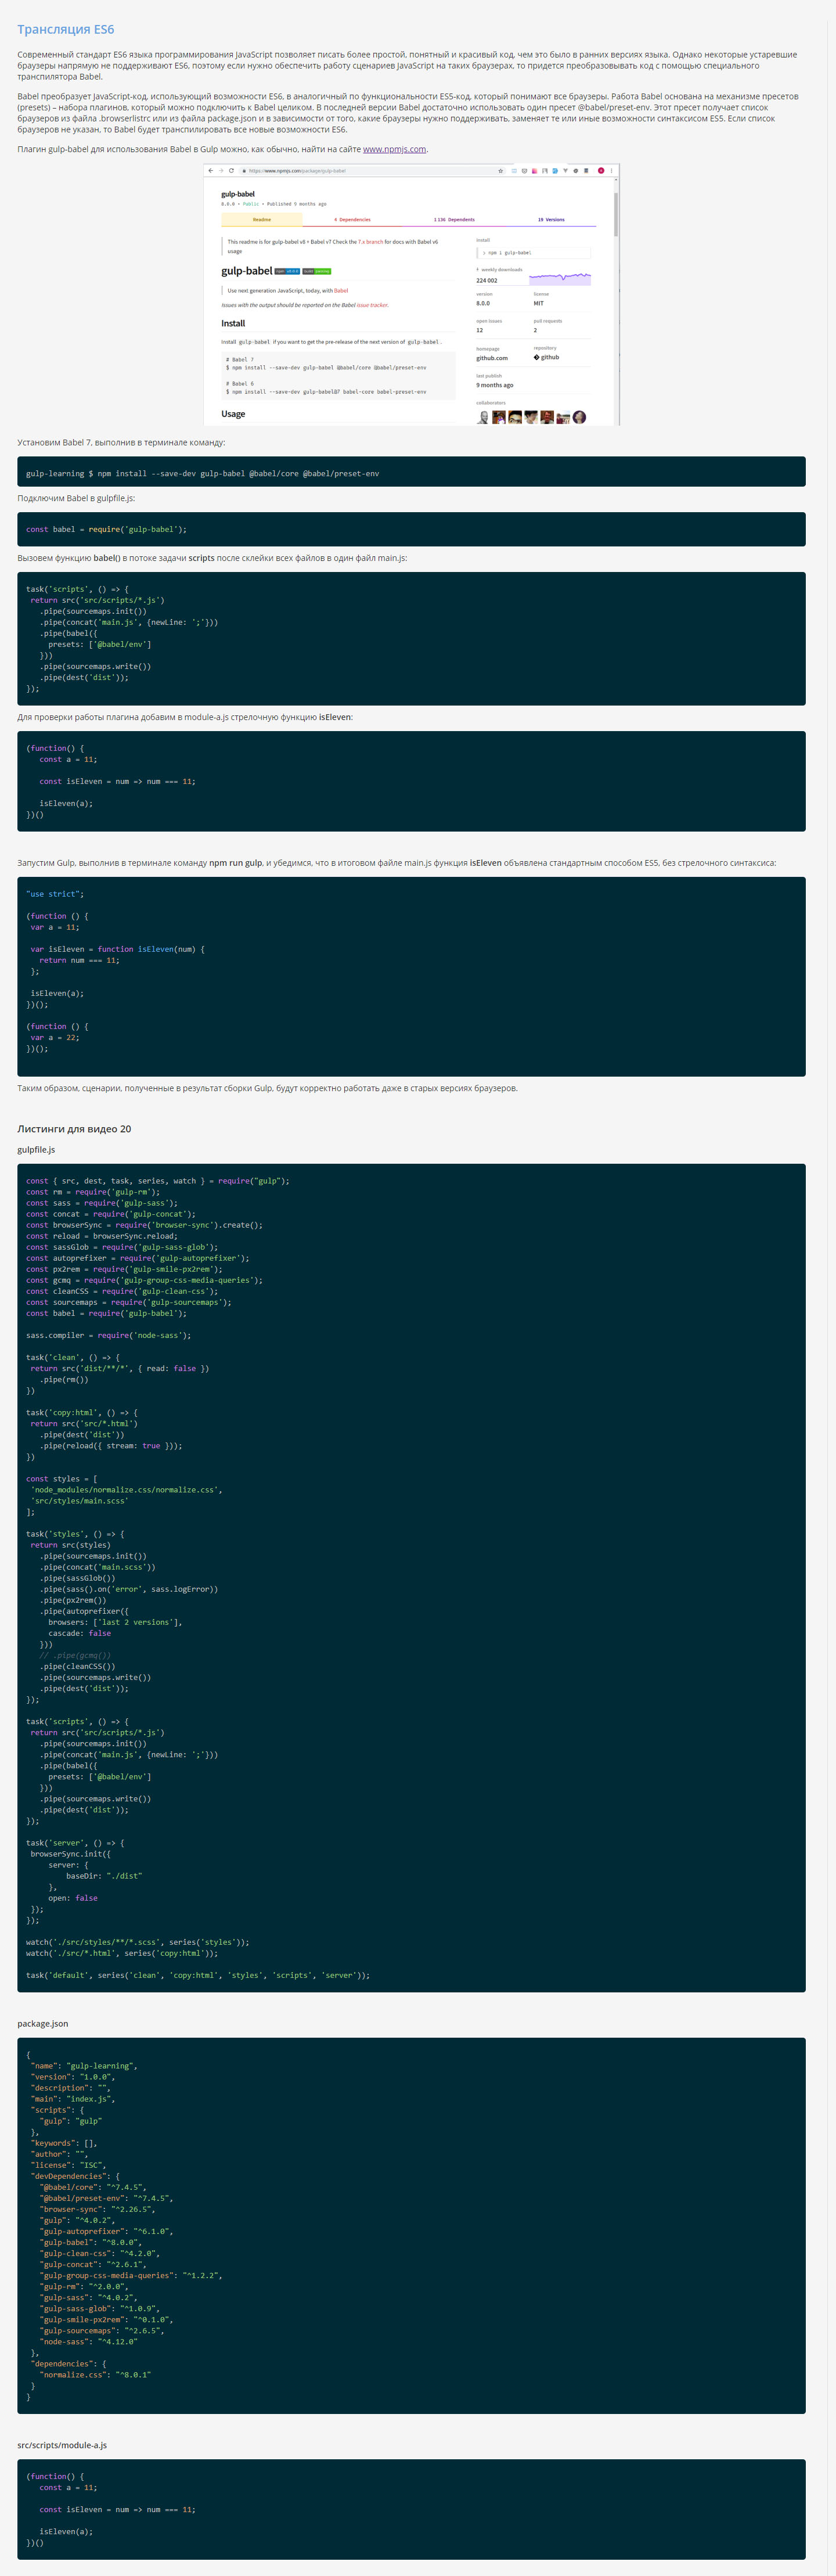 Трансляция ES6
Современный стандарт ES6 языка программирования JavaScript позволяет писать более простой, понятный и красивый код, чем это было в ранних версиях языка. Однако некоторые устаревшие
браузеры напрямую не поддерживают ES6, поэтому если нужно обеспечить работу сценариев JavaScript на таких браузерах, то придется преобразовывать код с помощью специального
транспилятора Babel.
Babel преобразует JavaScript-код, использующий возможности ES6, в аналогичный по функциональности ES5-код, который понимают все браузеры. Работа Babel основана на механизме пресетов
(presets) – набора плагинов, который можно подключить к Babel целиком. В последней версии Babel достаточно использовать один пресет @babel/preset-env. Этот пресет получает список
браузеров из файла .browserlistrc или из файла package.json и в зависимости от того, какие браузеры нужно поддерживать, заменяет те или иные возможности синтаксисом ES5. Если список
браузеров не указан, то Babel будет транспилировать все новые возможности ES6.
Плагин gulp-babel для использования Babel в Gulp можно, как обычно, найти на сайте www.npmjs.com.
https://www.npmjs.com/package/gulp-babel
gulp-babel
8.0.0 • Public • Published 9 months ago
Readme
4 Dependencies
1 136 Dependents
19 Versions
This readme is for gulp-babel v8 + Babel v7 Check the 7.x branch for docs with Babel v6
usage
gulp-babel
Use next generation JavaScript, today, with Babel
Issues with the output should be reported on the Babel issue tracker.
Install
Install gulp-babel if you want to get the pre-release of the next version of gulp-babel.
# Babel 7
$ npm install --save-dev gulp-babel @babel/core @babel/preset-env
# Babel 6
$ npm install --save-dev gulp-babel@7 babel-core babel-preset-env
Usage
install
> npm i gulp-babel
weekly downloads
224 002
version
license
8.0.0
MIT
open issues
pull requests
12
2
homepage
repository
github.com
github
last publish
9 months ago
collaborators
Установим Babel 7, выполнив в терминале команду:
gulp-learning $ npm install --save-dev gulp-babel @babel/core @babel/preset-env
Подключим Babel в gulpfile.js:
const babel = require('gulp-babel');
Вызовем функцию babel() в потоке задачи scripts после склейки всех файлов в один файл main.js:
task('scripts', () => {
return src('src/scripts/*.js')
.pipe(sourcemaps.init())
.pipe(concat('main.js', {newLine: ';'}))
.pipe(babel({
presets: ['@babel/env']
}))
.pipe(sourcemaps.write())
.pipe(dest('dist'));
});
Для проверки работы плагина добавим в module-a.js стрелочную функцию isEleven:
(function() {
const a = 11;
const isEleven = num => num === 11;
isEleven(a);
})()
Запустим Gulp, выполнив в терминале команду npm run gulp, и убедимся, что в итоговом файле main.js функция isEleven объявлена стандартным способом ES5, без стрелочного синтаксиса:
"use strict";
(function () {
var a = 11;
var isEleven = function isEleven(num) {
return num === 11;
};
isEleven(a);
})();
(function () {
var a = 22;
})();
Таким образом, сценарии, полученные в результат сборки Gulp, будут корректно работать даже в старых версиях браузеров.
Листинги для видео 20
gulpfile.js
const { src, dest, task, series, watch } = require("gulp");
const rm = require('gulp-rm');
const sass = require('gulp-sass');
const concat = require('gulp-concat');
const browserSync = require('browser-sync').create();
const reload = browserSync.reload;
const sassGlob = require('gulp-sass-glob');
const autoprefixer = require('gulp-autoprefixer');
const px2rem = require('gulp-smile-px2rem');
const gcmq = require('gulp-group-css-media-queries');
const cleanCSS = require('gulp-clean-css');
const sourcemaps = require('gulp-sourcemaps');
const babel = require('gulp-babel');
sass.compiler = require('node-sass');
task('clean', () => {
return src('dist/**/*', { read: false })
.pipe(rm())
})
task('copy:html', () => {
return src('src/*.html')
.pipe(dest('dist'))
.pipe(reload({ stream: true }));
})
const styles = [
'node_modules/normalize.css/normalize.css',
'src/styles/main.scss'
];
task('styles', () => {
return src(styles)
.pipe(sourcemaps.init())
.pipe(concat('main.scss'))
.pipe(sassGlob())
.pipe(sass().on('error', sass.logError))
.pipe(px2rem())
.pipe(autoprefixer({
browsers: ['last 2 versions'],
cascade: false
}))
// .pipe(gcmq())
.pipe(cleanCSS())
.pipe(sourcemaps.write())
.pipe(dest('dist'));
});
task('scripts', () => {
return src('src/scripts/*.js')
.pipe(sourcemaps.init())
.pipe(concat('main.js', {newLine: ';'}))
.pipe(babel({
presets: ['@babel/env']
}))
.pipe(sourcemaps.write())
.pipe(dest('dist'));
});
task('server', () => {
browserSync.init({
server: {
baseDir: "./dist"
},
open: false
});
});
watch('./src/styles/**/*.scss', series('styles'));
watch('./src/*.html', series('copy:html'));
task('default', series('clean', 'copy:html', 'styles', 'scripts', 'server'));
package.json
{
"name": "gulp-learning",
"version": "1.0.0",
"description": "",
"main": "index.js",
"scripts": {
"gulp": "gulp"
},
"keywords": [],
"author": "",
"license": "ISC",
"devDependencies": {
"@babel/core": "^7.4.5",
"@babel/preset-env": "^7.4.5",
"browser-sync": "^2.26.5",
"gulp": "^4.0.2",
"gulp-autoprefixer": "^6.1.0",
"gulp-babel": "^8.0.0",
"gulp-clean-css": "^4.2.0",
"gulp-concat": "^2.6.1",
"gulp-group-css-media-queries": "^1.2.2",
"gulp-rm": "^2.0.0",
"gulp-sass": "^4.0.2",
"gulp-sass-glob": "^1.0.9",
"gulp-smile-px2rem": "^0.1.0",
"gulp-sourcemaps": "^2.6.5",
"node-sass": "^4.12.0"
},
"dependencies": {
"normalize.css": "^8.0.1"
}
}
src/scripts/module-a.js
(function() {
const a = 11;
const isEleven = num => num === 11;
isEleven(a);
})()